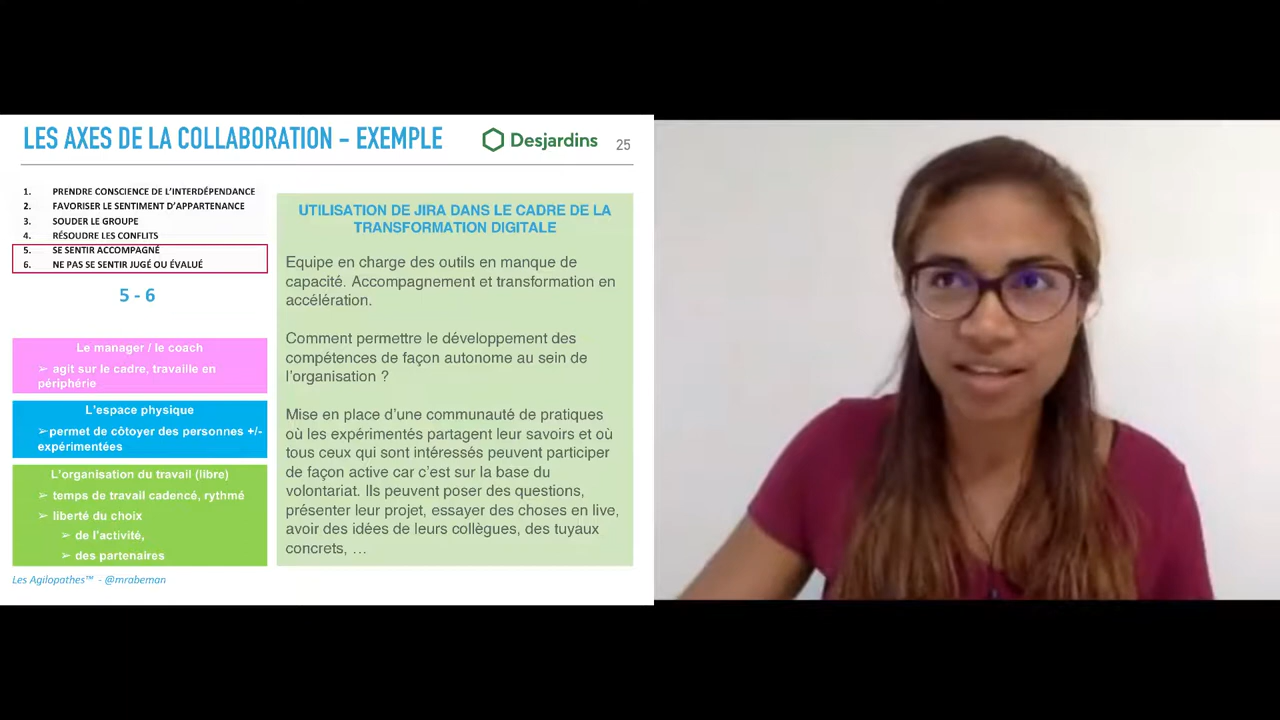 LES AXES DE LA COLLABORATION - EXEMPLE
Desjardins
25
1. PRENDRE CONSCIENCE DE L'INTERDÉPENDANCE
2. FAVORISER LE SENTIMENT D'APPARTENANCE
3. SOUDER LE GROUPE
4. RÉSOUDRE LES CONFLITS
5. SE SENTIR ACCOMPAGNÉ
6. NE PAS SE SENTIR JUGÉ OU ÉVALUÉ
5 - 6
Le manager / le coach
➢ agit sur le cadre, travaille en
périphérie
L'espace physique
➢permet de côtoyer des personnes +/-
expérimentées
L'organisation du travail (libre)
➢ temps de travail cadencé, rythmé
➢ liberté du choix
➢ de l'activité,
➢ des partenaires
UTILISATION DE JIRA DANS LE CADRE DE LA
TRANSFORMATION DIGITALE
Equipe en charge des outils en manque de
capacité. Accompagnement et transformation en
accélération.
Comment permettre le développement des
compétences de façon autonome au sein de
l'organisation ?
Mise en place d'une communauté de pratiques
où les expérimentés partagent leur savoirs et où
tous ceux qui sont intéressés peuvent participer
de façon active car c'est sur la base du
volontariat. Ils peuvent poser des questions,
présenter leur projet, essayer des choses en live,
avoir des idées de leurs collègues, des tuyaux
concrets, …
Les Agilopathes™ - @mrabeman